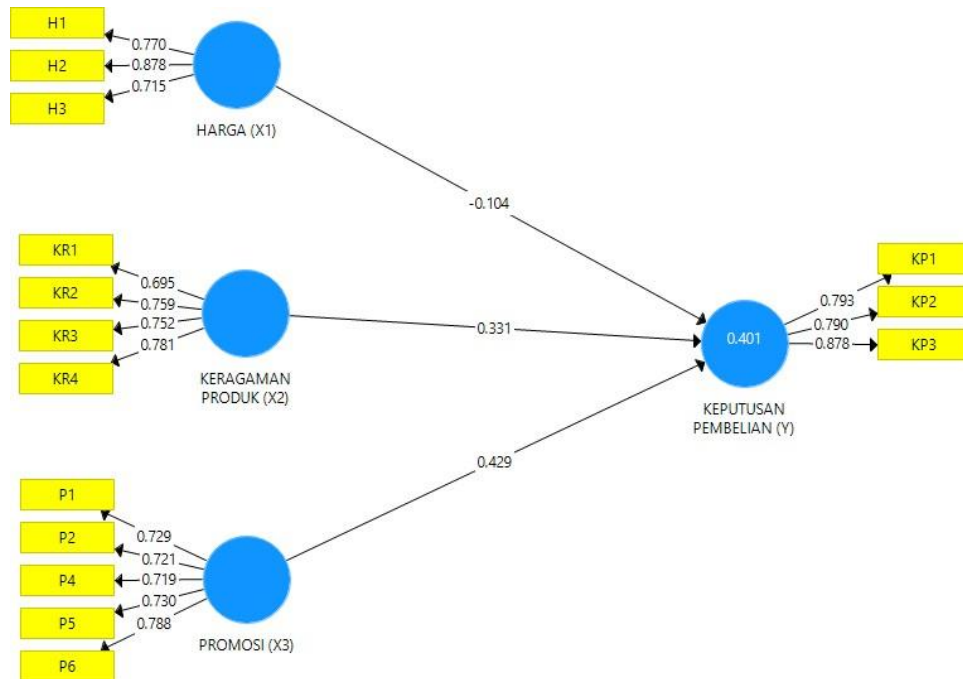 H1
H2
H3
0.770
0.878
0.715
HARGA (X1)
-0.104
KR1
KR2
KR3
KR4
0.695
0.759
0.752
0.781
KERAGAMAN
PRODUK (X2)
0.331
P1
P2
P4
P5
P6
0.729
0.721
0.719
0.730
0.788
PROMOSI (X3)
0.429
0.401
KEPUTUSAN
PEMBELIAN (Y)
0.793
0.790
0.878
KP1
KP2
KP3